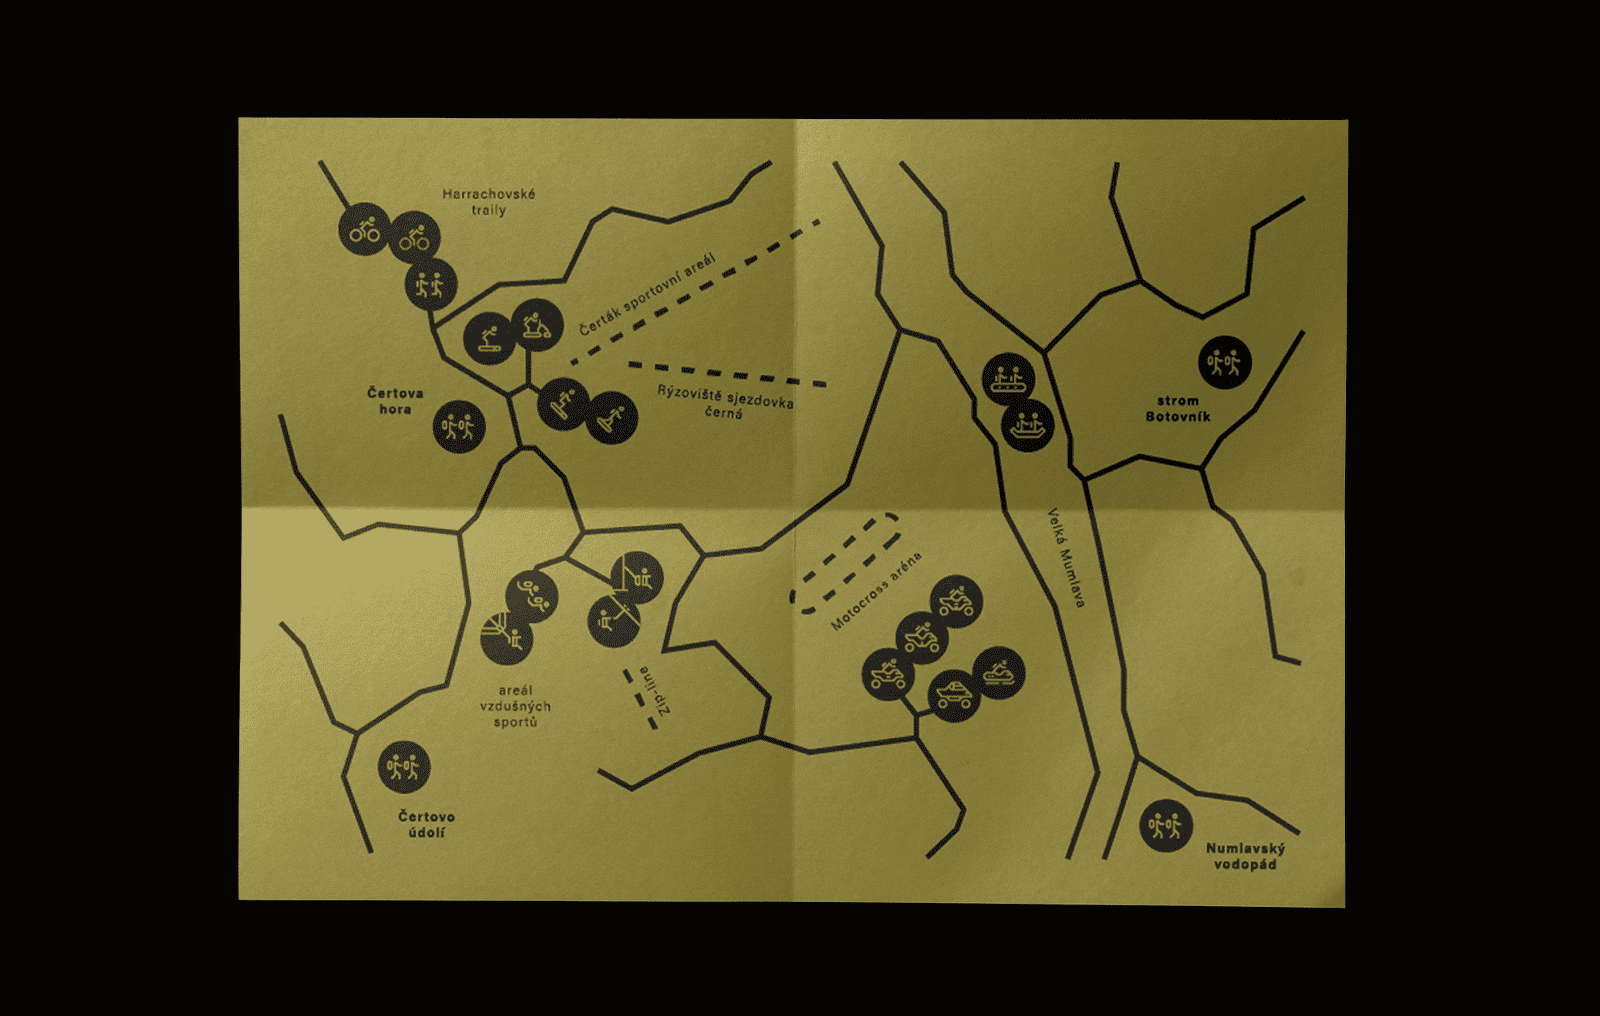 Harrachovské
traily
Čerták sportovní areál
Rýzoviště sjezdovka
černá
Čertova
hora
strom
Botovník
Velká Mumlava
Motocross aréna
Zip-line
areál
vzdušných
sportů
Čertovo
údolí
Numlavský
vodopád